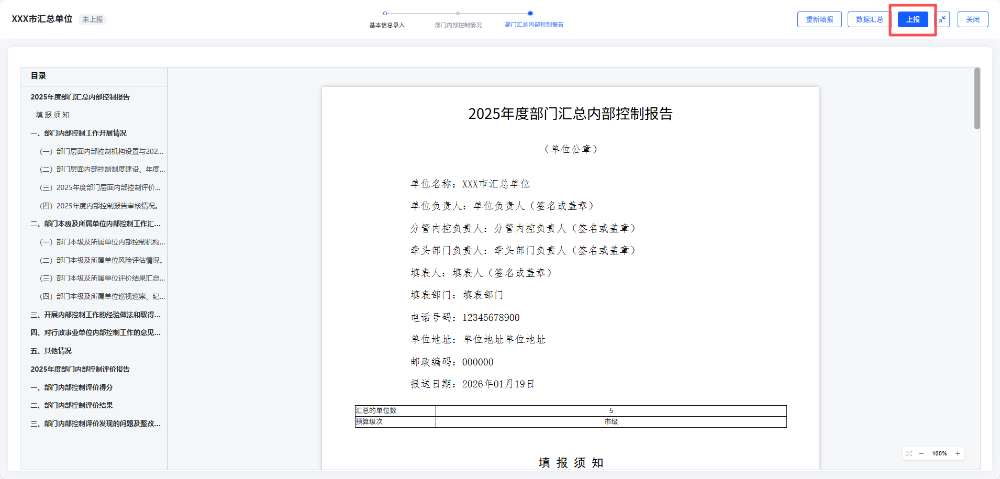 XXX市汇总单位 未上报
基本信息录入 部门内部控制情况 部门汇总内部控制报告
重新填报 数据汇总 上报 关闭
目录
2025年度部门汇总内部控制报告
填 报 须 知
一、部门内部控制工作开展情况
（一）部门层面内部控制机构设置与202...
（二）部门层面内部控制制度建设、年度...
（三）2025年度部门层面内部控制评价...
（四）2025年度内部控制报告审核情况。
二、部门本级及所属单位内部控制工作汇...
（一）部门本级及所属单位内部控制机构...
（二）部门本级及所属单位风险评估情况。
（三）部门本级及所属单位评价结果汇总...
（四）部门本级及所属单位巡视巡察、纪...
三、开展内部控制工作的经验做法和取得...
四、对行政事业单位内部控制工作的意见...
五、其他情况
2025年度部门内部控制评价报告
一、部门内部控制评价得分
二、部门内部控制评价结果
三、部门内部控制评价发现的问题及整改...
2025年度部门汇总内部控制报告
（单位公章）
单位名称：XXX市汇总单位
单位负责人：单位负责人（签名或盖章）
分管内控负责人：分管内控负责人（签名或盖章）
牵头部门负责人：牵头部门负责人（签名或盖章）
填表人：填表人（签名或盖章）
填表部门：填表部门
电话号码：12345678900
单位地址：单位地址单位地址
邮政编码：000000
报送日期：2026年01月19日
汇总的单位数 5
预算级次 市级
填 报 须 知
100%